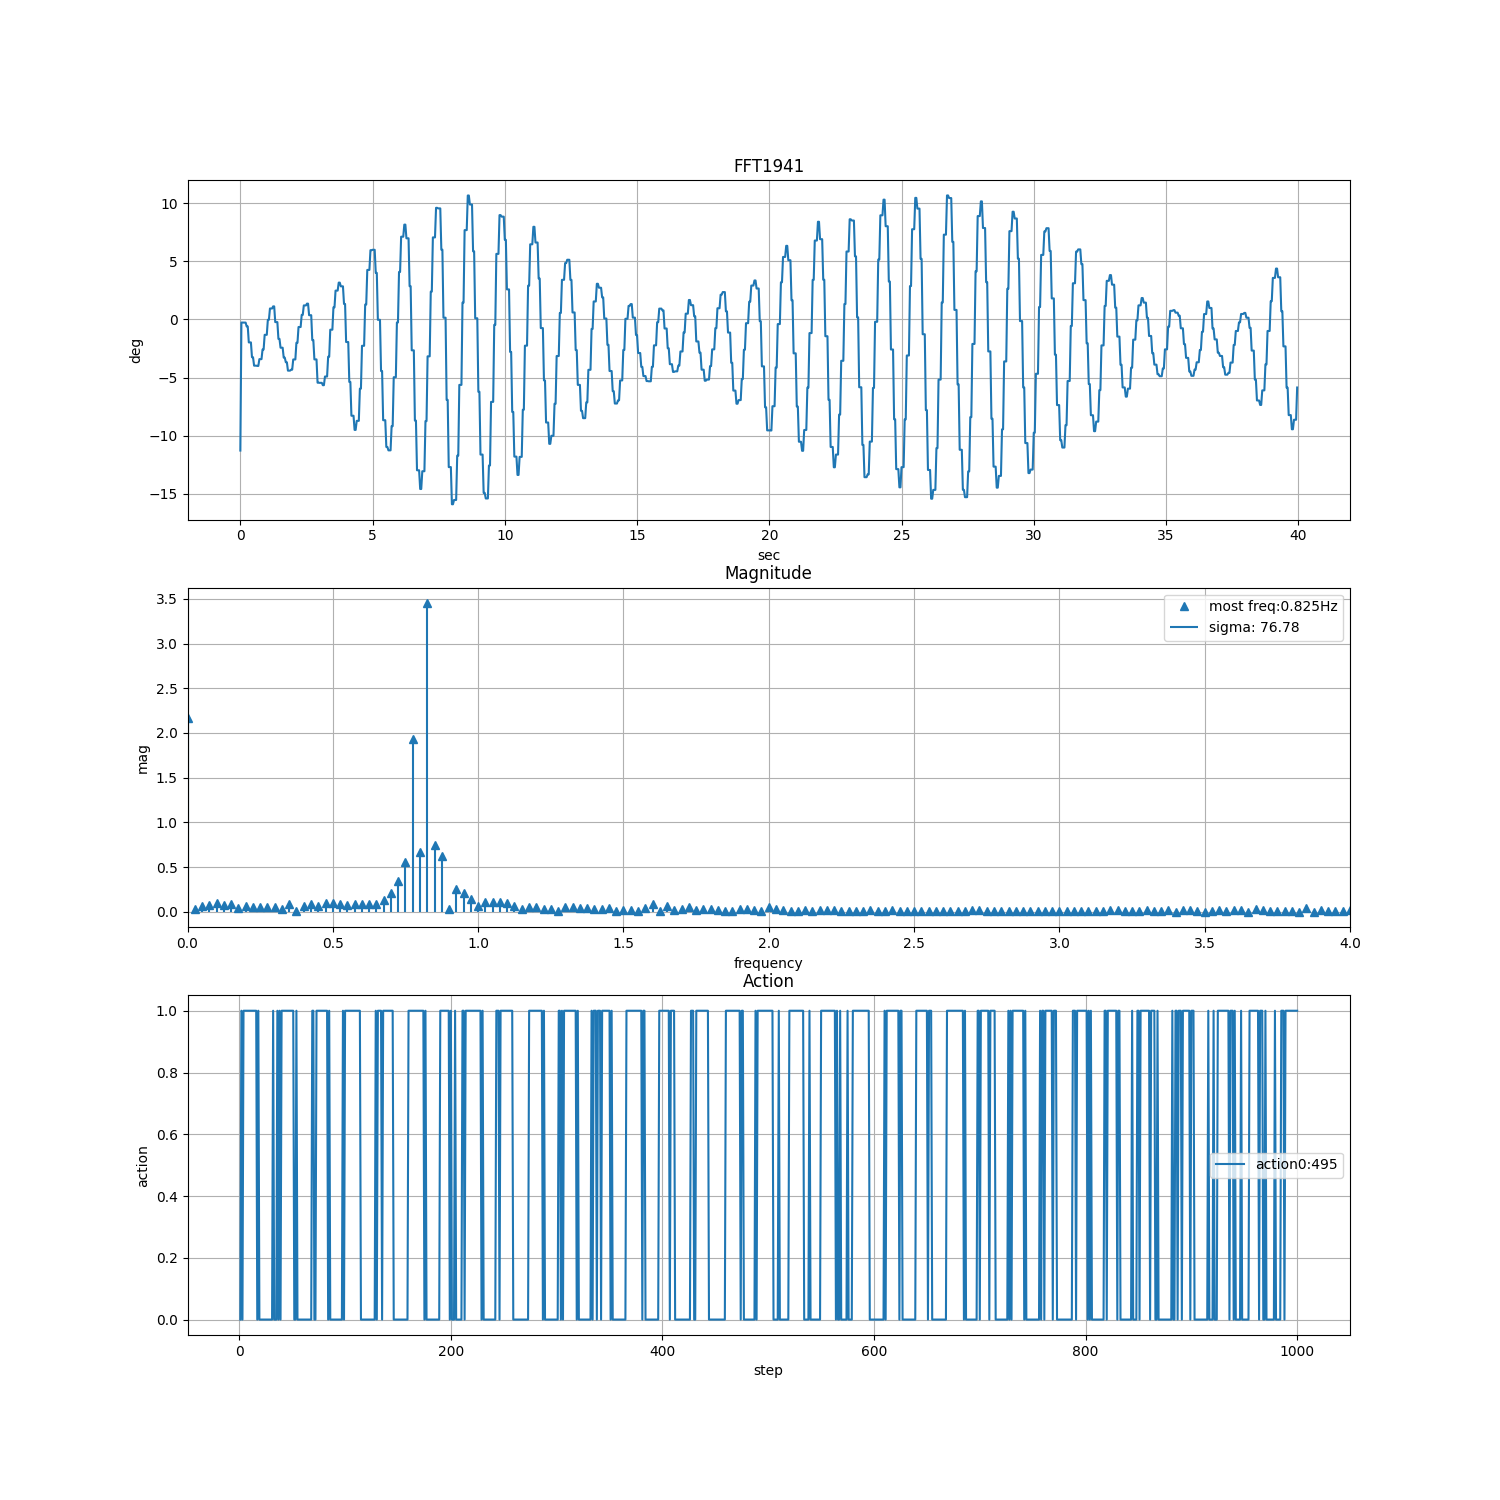 FFT1941
10
5
0
−5
−10
−15
deg
0 5 10 15 20 25 30 35 40
sec
Magnitude
3.5
3.0
2.5
2.0
1.5
1.0
0.5
0.0
mag
most freq:0.825Hz
sigma: 76.78
0.0 0.5 1.0 1.5 2.0 2.5 3.0 3.5 4.0
frequency
Action
1.0
0.8
0.6
0.4
0.2
0.0
action
action0:495
0 200 400 600 800 1000
step